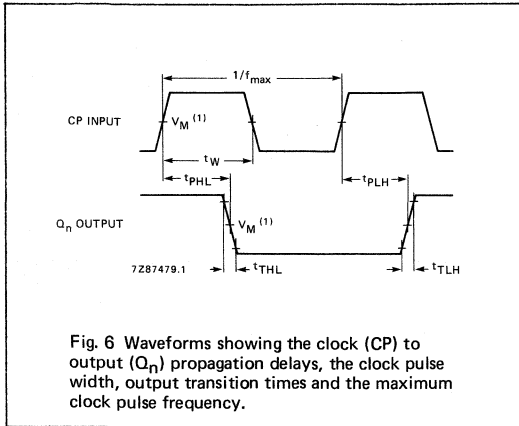 1/fmax
CP INPUT
VM (1)
tW
tPHL
tPLH
Qn OUTPUT
VM (1)
7Z87479.1
tTHL
tTLH
Fig. 6 Waveforms showing the clock (CP) to
output (Qn) propagation delays, the clock pulse
width, output transition times and the maximum
clock pulse frequency.